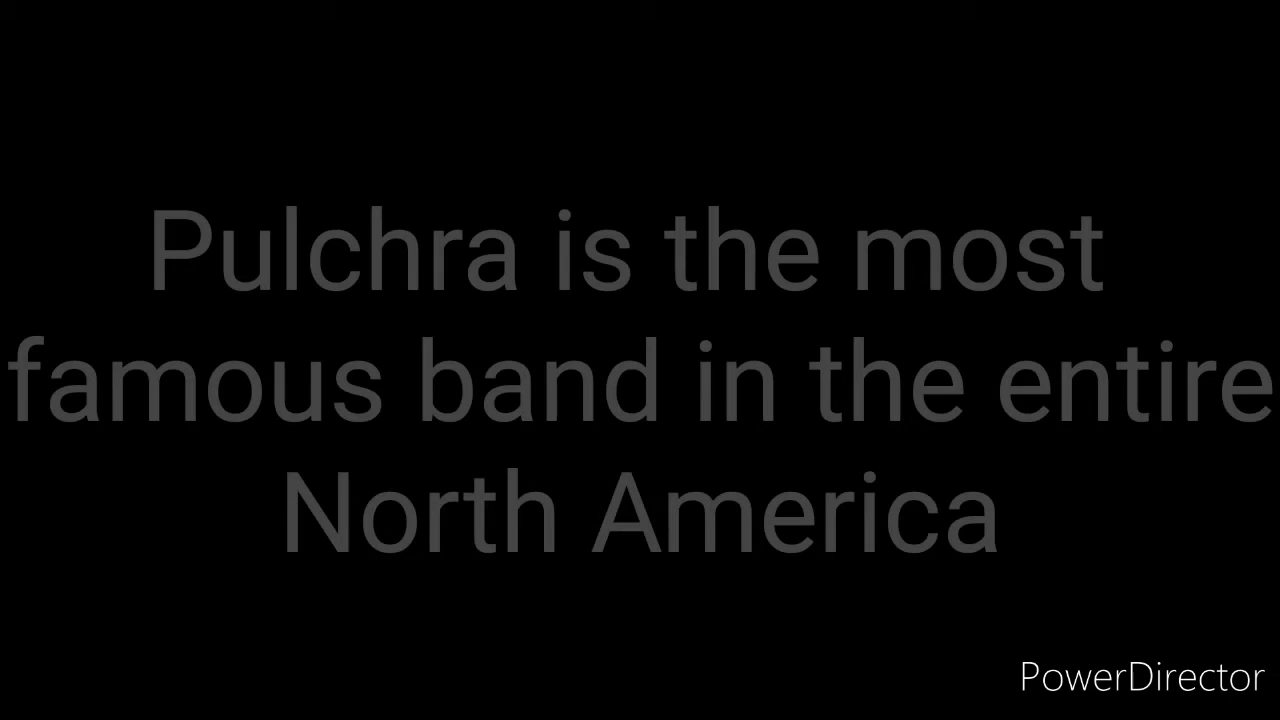 Pulchra is the most
famous band in the entire
North America
PowerDirector